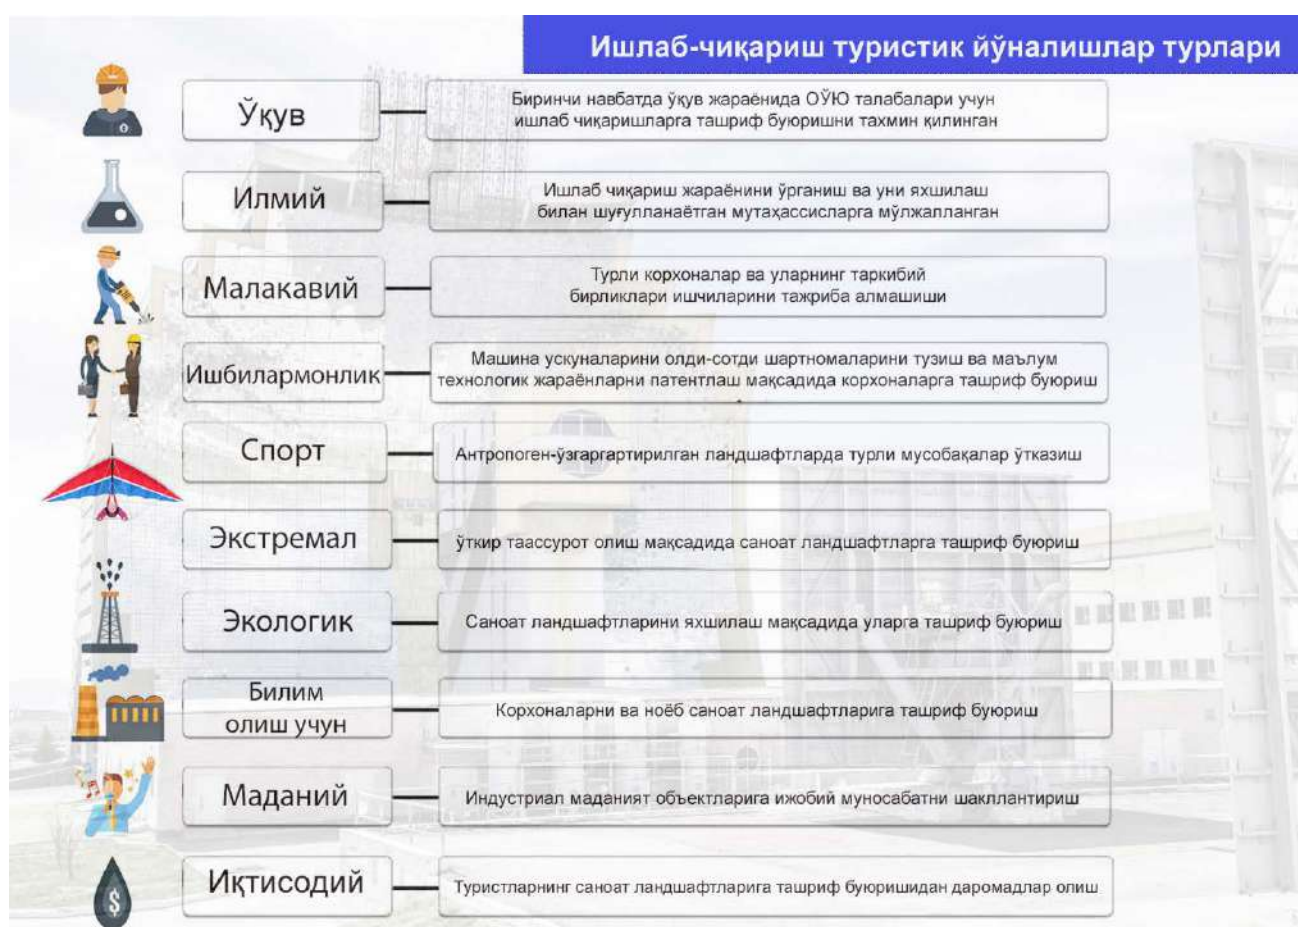 Ишлаб-чиқариш туристик йўналишлар турлари
Ўқув
Биринчи навбатда ўқув жараёнида ОЎЮ талабалари учун
ишлаб чиқаришларга ташриф буюришни тахмин қилинган
Илмий
Ишлаб чиқариш жараёнини ўрганиш ва уни яхшилаш
билан шуғулланаётган мутахассисларга мўлжалланган
Малакавий
Турли корхоналар ва уларнинг таркибий
бирликлари ишчиларини тажриба алмашиши
Ишбилармонлик
Машина ускуналарини олди-сотди шартномаларини тузиш ва маълум
технологик жараёнларни патентлаш мақсадида корхоналарга ташриф буюриш
Спорт
Антропоген-ўзгаргартирилган ландшафтларда турли мусобақалар ўтказиш
Экстремал
ўткир таассурот олиш мақсадида саноат ландшафтларга ташриф буюриш
Экологик
Саноат ландшафтларини яхшилаш мақсадида уларга ташриф буюриш
Билим
олиш учун
Корхоналарни ва ноёб саноат ландшафтларига ташриф буюриш
Маданий
Индустриал маданият объектларига ижобий муносабатни шакллантириш
Иқтисодий
Туристларнинг саноат ландшафтларига ташриф буюришидан даромадлар олиш
$